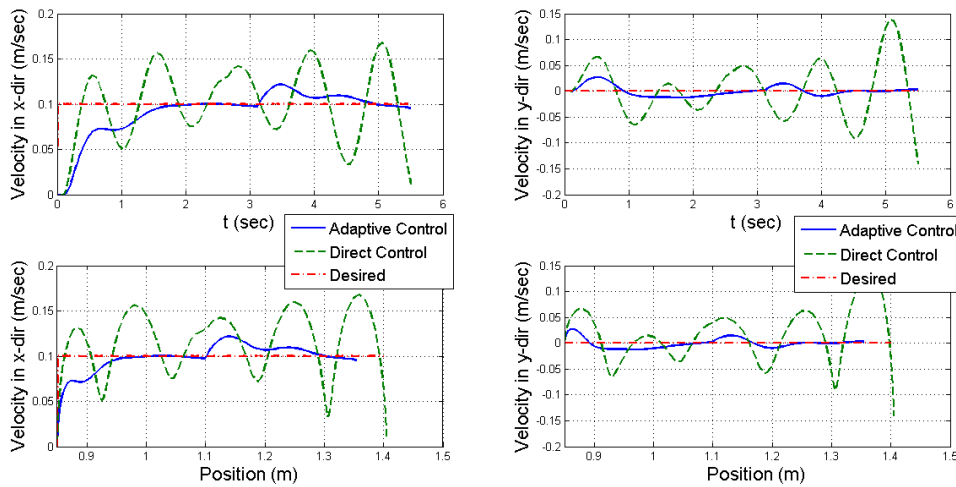 0.2
0.15
0.1
0.05
0
Velocity in x-dir (m/sec)
0 1 2 3 4 5 6
t (sec)
0.15
0.1
0.05
0
-0.05
-0.1
-0.15
-0.2
Velocity in y-dir (m/sec)
0 1 2 3 4 5 6
t (sec)
Adaptive Control
Direct Control
Desired
Adaptive Control
Direct Control
Desired
0.2
0.15
0.1
0.05
0
Velocity in x-dir (m/sec)
0.9 1 1.1 1.2 1.3 1.4 1.5
Position (m)
0.15
0.1
0.05
0
-0.05
-0.1
-0.15
-0.2
Velocity in y-dir (m/sec)
0.9 1 1.1 1.2 1.3 1.4 1.5
Position (m)